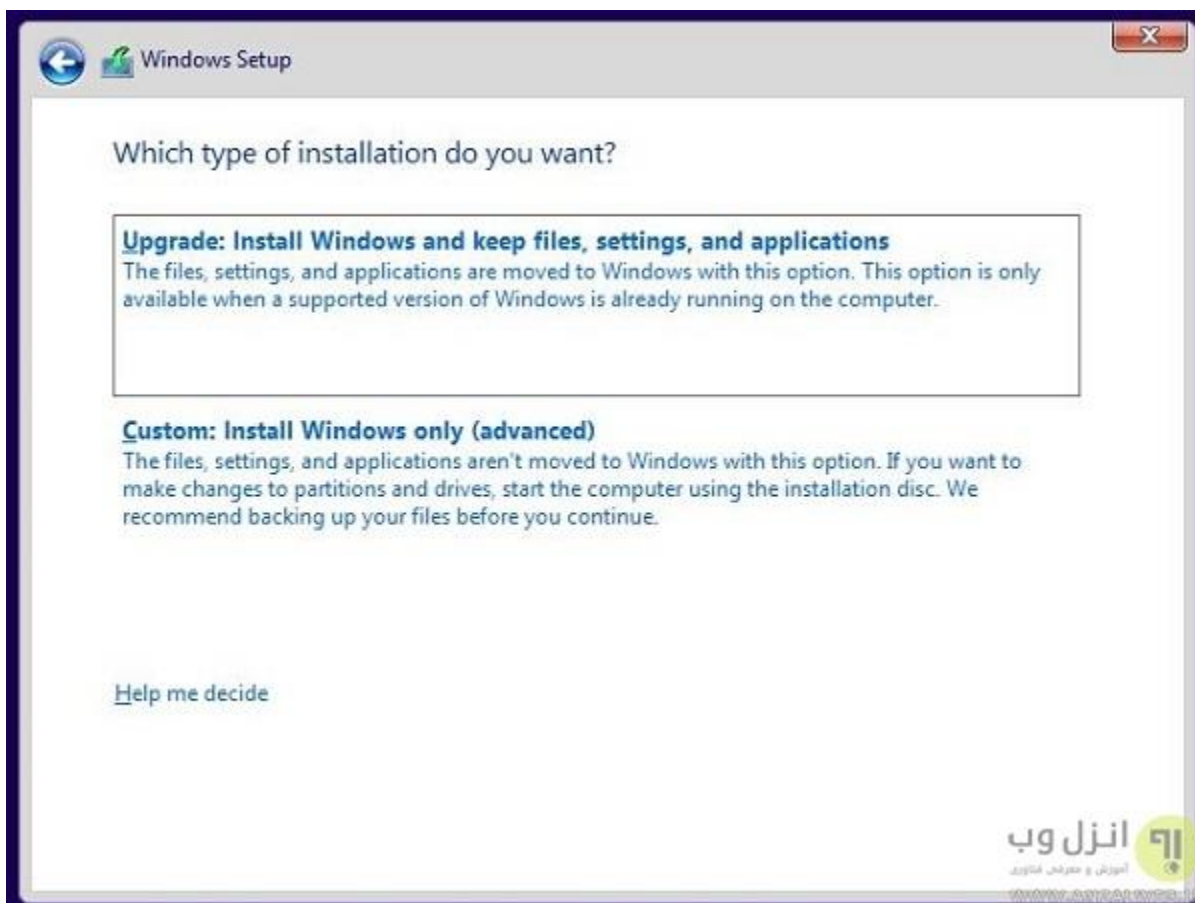 Windows Setup
Which type of installation do you want?
Upgrade: Install Windows and keep files, settings, and applications
The files, settings, and applications are moved to Windows with this option. This option is only
available when a supported version of Windows is already running on the computer.
Custom: Install Windows only (advanced)
The files, settings, and applications aren't moved to Windows with this option. If you want to
make changes to partitions and drives, start the computer using the installation disc. We
recommend backing up your files before you continue.
Help me decide
انزل وب
آموزش و معرفی فناوری